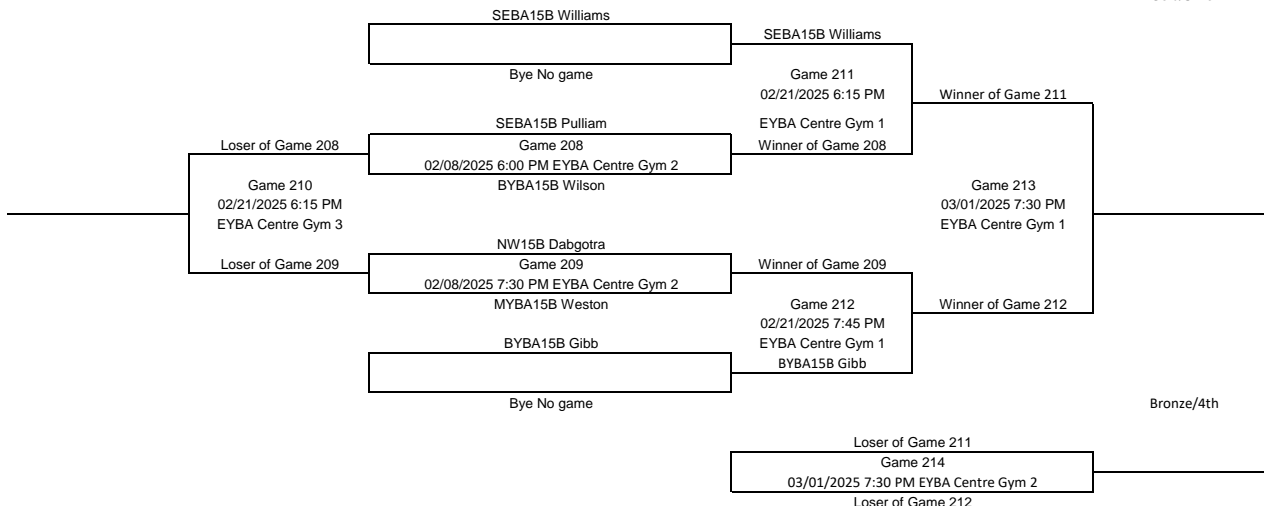 SEBA15B Williams
SEBA15B Williams
Bye No game
Game 211
02/21/2025 6:15 PM
Winner of Game 211
SEBA15B Pulliam
EYBA Centre Gym 1
Loser of Game 208
Game 208
Winner of Game 208
02/08/2025 6:00 PM EYBA Centre Gym 2
Game 210
BYBA15B Wilson
Game 213
02/21/2025 6:15 PM
03/01/2025 7:30 PM
EYBA Centre Gym 3
EYBA Centre Gym 1
NW15B Dabgotra
Loser of Game 209
Game 209
Winner of Game 209
02/08/2025 7:30 PM EYBA Centre Gym 2
MYBA15B Weston
Game 212
Winner of Game 212
02/21/2025 7:45 PM
BYBA15B Gibb
EYBA Centre Gym 1
BYBA15B Gibb
Bye No game
Bronze/4th
Loser of Game 211
Game 214
03/01/2025 7:30 PM EYBA Centre Gym 2
Loser of Game 212